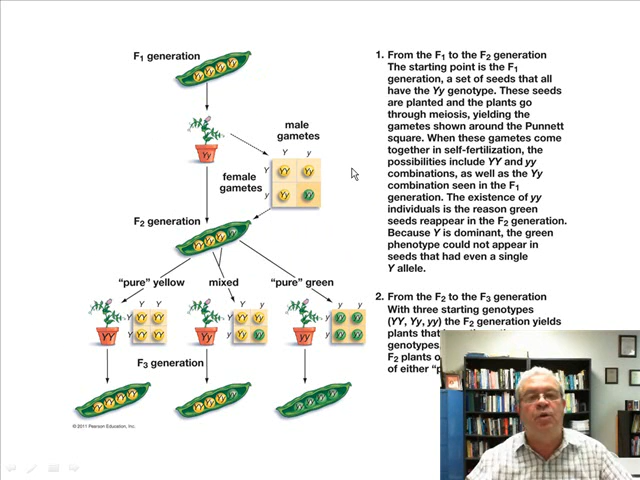 F1 generation
Yy
male
gametes
Y y
female
gametes
Y
y
YY Yy
Yy yy
F2 generation
"pure" yellow
mixed
"pure" green
Y Y
Y y
y y
YY
Yy
yy
F3 generation
© 2011 Pearson Education, Inc.
1. From the F1 to the F2 generation
The starting point is the F1
generation, a set of seeds that all
have the Yy genotype. These seeds
are planted and the plants go
through meiosis, yielding the
gametes shown around the Punnett
square. When these gametes come
together in self-fertilization, the
possibilities include YY and yy
combinations, as well as the Yy
combination seen in the F1
generation. The existence of yy
individuals is the reason green
seeds reappear in the F2 generation.
Because Y is dominant, the green
phenotype could not appear in
seeds that had even a single
Y allele.
2. From the F2 to the F3 generation
With three starting genotypes
(YY, Yy, yy) the F2 generation yields
plants that
genotypes,
F2 plants
of either